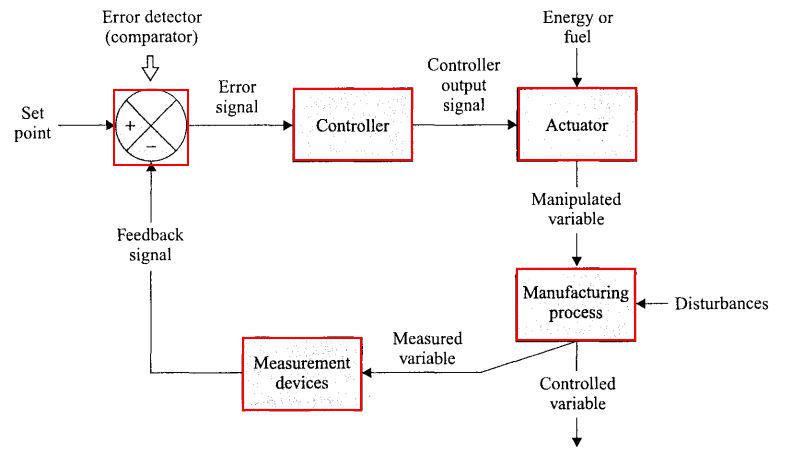 Error detector
(comparator)
Energy or
fuel
Error
signal
Controller
output
signal
Set
point
+
−
Controller
Actuator
Manipulated
variable
Feedback
signal
Manufacturing
process
Disturbances
Measured
variable
Measurement
devices
Controlled
variable